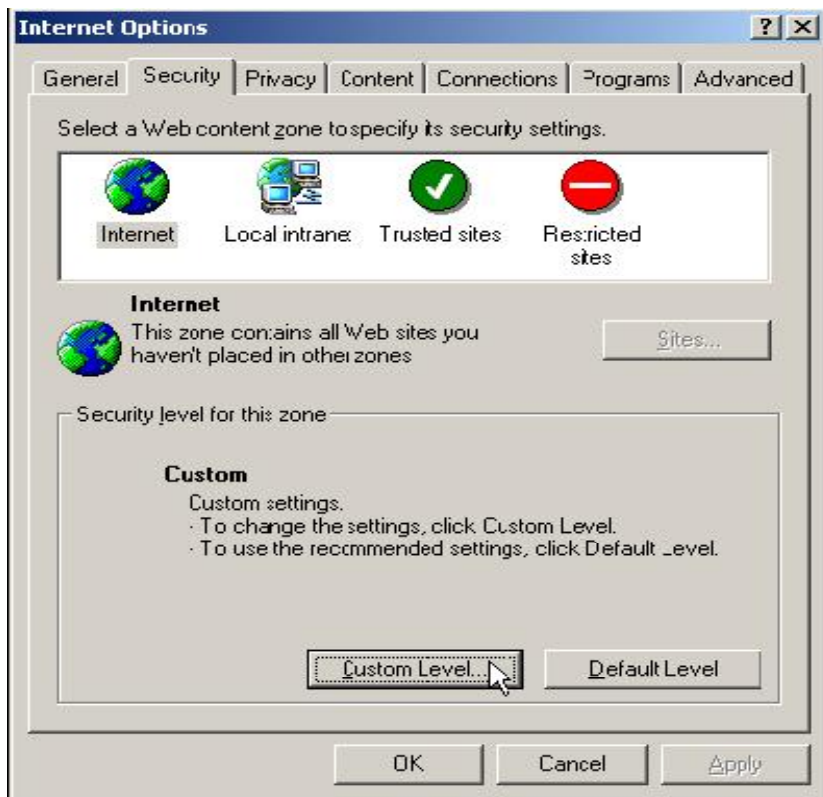 Internet Options
General Security Privacy Content Connections Programs Advanced
Select a Web content zone to specify its security settings.
Internet Local intranet Trusted sites Restricted
sites
Internet
This zone contains all Web sites you
haven't placed in other zones
Sites...
Security level for this zone
Custom
Custom settings.
- To change the settings, click Custom Level.
- To use the recommended settings, click Default Level.
Custom Level... Default Level
OK Cancel Apply